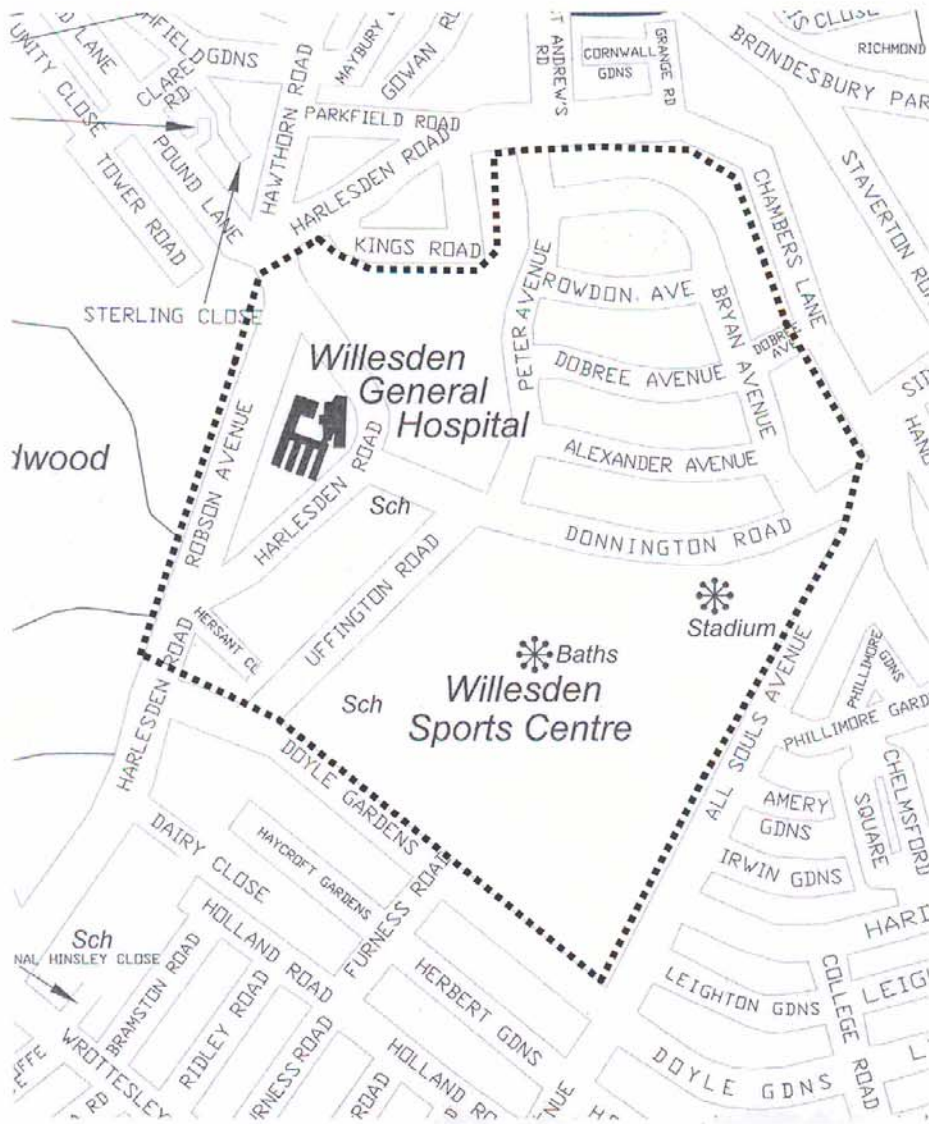 GDNS
MAYBURY
GOWAN
ANDREW'S
RD
CORNWALL
GDNS
GRANGE RD
CLOSE
RICHMOND
BRONDESBURY PAR
UNITY CLOSE
LANE
CLARE
RD
HAWTHORN ROAD
PARKFIELD ROAD
POUND LANE
TOWER ROAD
HARLESDEN ROAD
KINGS ROAD
CHAMBERS LANE
STAVERTON
STERLING CLOSE
PETER AVENUE
ROWDON. AVE
BRYAN AVENUE
DOBREE AVENUE
DOBREE
AVE
Willesden
General
Hospital
dwood
ROBSON AVENUE
HARLESDEN ROAD
Sch
ALEXANDER AVENUE
DONNINGTON ROAD
UFFINGTON ROAD
HERSANT CL
HARLESDEN ROAD
Stadium
Baths
Willesden
Sports Centre
Sch
ALL SOULS AVENUE
PHILLIMORE
GDNS
PHILLIMORE GARD
DOYLE GARDENS
DAIRY CLOSE
HAYCROFT GARDENS
FURNESS ROAD
AMERY
GDNS
SQUARE
CHELMSFORD
IRWIN GDNS
HARD
HOLLAND ROAD
HERBERT GDNS
LEIGHTON GDNS
COLLEGE ROAD
LEIG
Sch
NAL HINSLEY CLOSE
BRAMSTON ROAD
RIDLEY ROAD
WROTTESLEY
RD
RNESS ROAD
HOLLAND
ROAD
ENUE
DOYLE GDNS